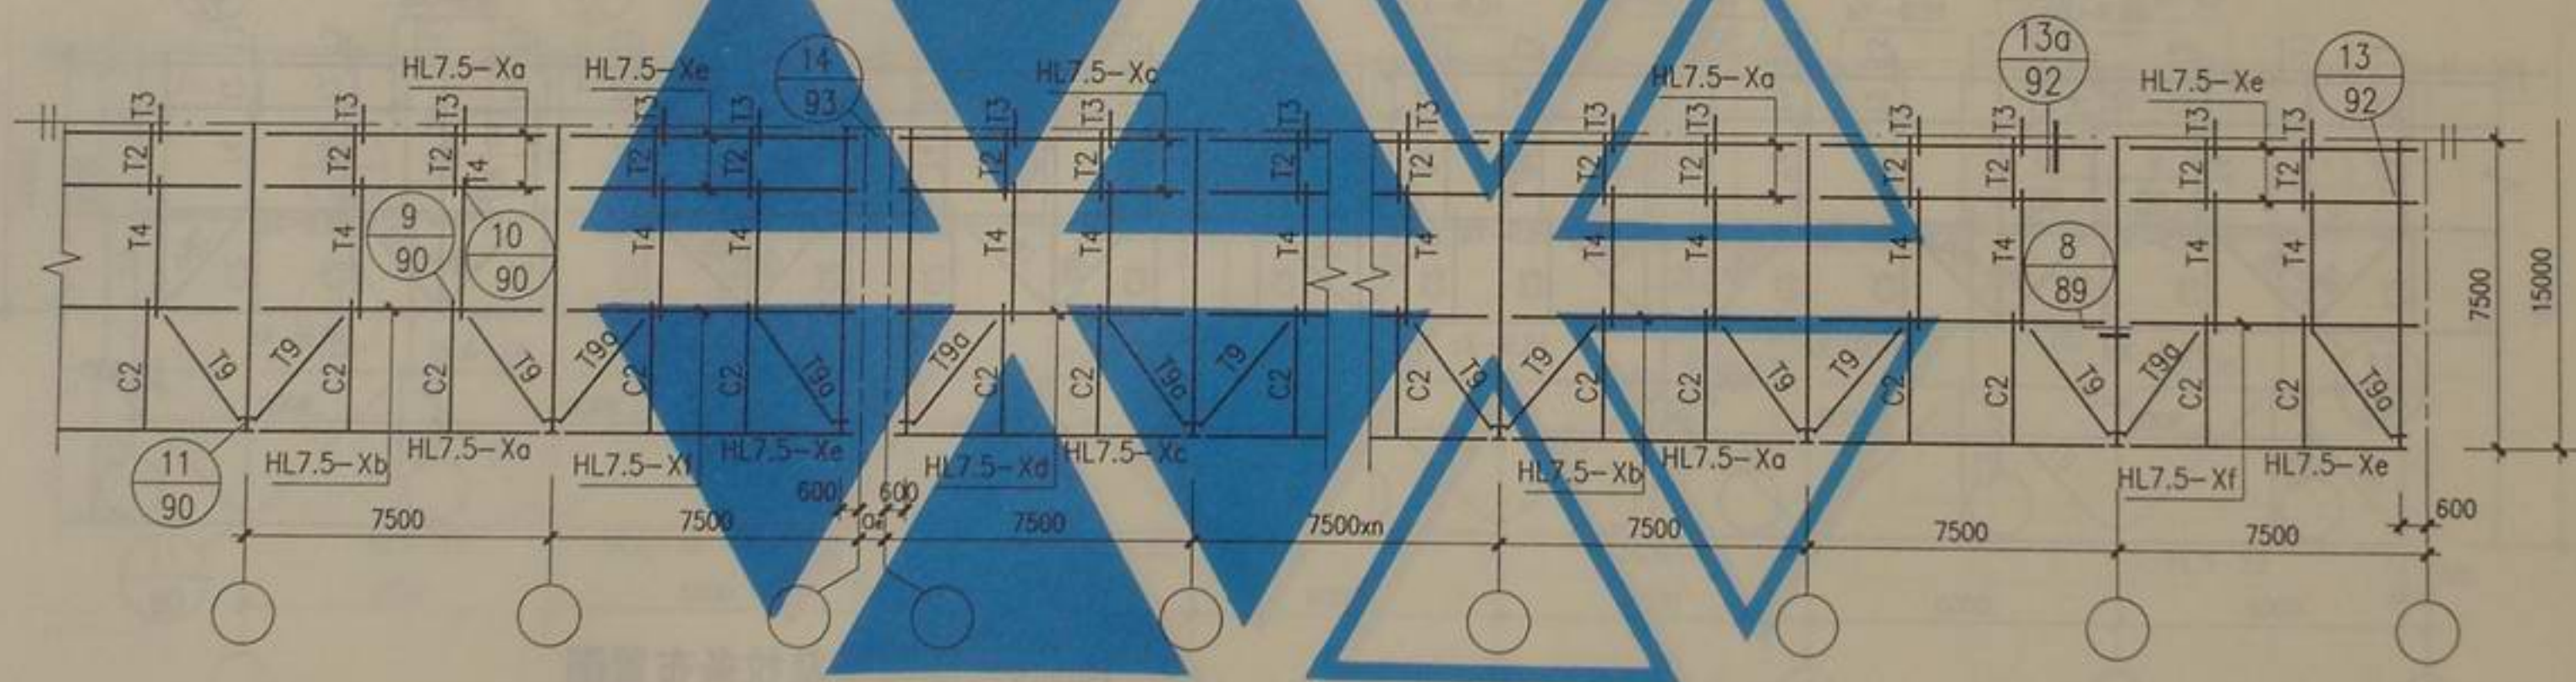 HL7.5-Xa HL7.5-Xe 14 HL7.5-Xc HL7.5-Xa 13a HL7.5-Xe 13
93 92 92
T3 T3 T3 T3 T3 T3 T3 T3 T3 T3 T3 T3 T3 T3 T3
T2 T2 T2 T2 T2 T2 T2 T2 T2 T2 T2 T2 T2 T2 T2
T4
9 10 8
90 90 89
T4 T4 T4 T4 T4 T4 T4 T4 T4 T4 T4 T4 T4 T4
7500 15000
T9 T9 T9 T9a T9a T9a T9a T9 T9 T9 T9 T9 T9 T9a T9a
C2 C2 C2 C2 C2 C2 C2 C2 C2 C2 C2 C2 C2 C2 C2
11
90
HL7.5-Xb HL7.5-Xa HL7.5-Xf HL7.5-Xe HL7.5-Xd HL7.5-Xc HL7.5-Xb HL7.5-Xa HL7.5-Xf HL7.5-Xe
600 600 600
7500 7500 7500 7500xn 7500 7500 7500